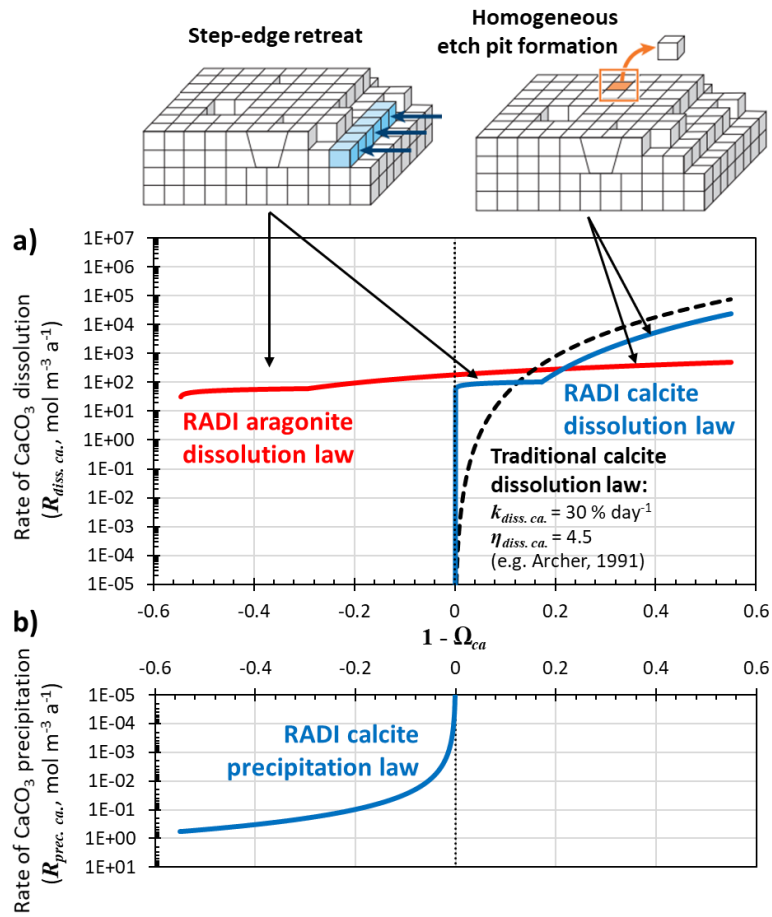 Step-edge retreat
Homogeneous
etch pit formation
a)
1E+07
1E+06
1E+05
1E+04
1E+03
1E+02
1E+01
1E+00
1E-01
1E-02
1E-03
1E-04
1E-05
Rate of CaCO₃ dissolution
(R_diss. ca., mol m⁻³ a⁻¹)
RADI aragonite
dissolution law
RADI calcite
dissolution law
Traditional calcite
dissolution law:
k_diss. ca. = 30 % day⁻¹
η_diss. ca. = 4.5
(e.g. Archer, 1991)
-0.6 -0.4 -0.2 0 0.2 0.4 0.6
1 - Ω_ca
b)
-0.6 -0.4 -0.2 0 0.2 0.4 0.6
1E-05
1E-04
1E-03
1E-02
1E-01
1E+00
1E+01
Rate of CaCO₃ precipitation
(R_prec. ca., mol m⁻³ a⁻¹)
RADI calcite
precipitation law